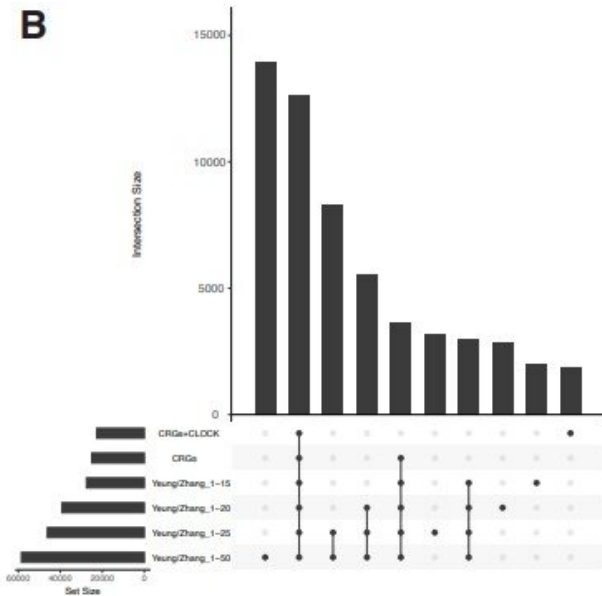 B
15000
10000
5000
0
Intersection Size
CRGs+CLOCK
CRGs
Yeung/Zhang_1-15
Yeung/Zhang_1-20
Yeung/Zhang_1-25
Yeung/Zhang_1-50
60000 40000 20000 0
Set Size